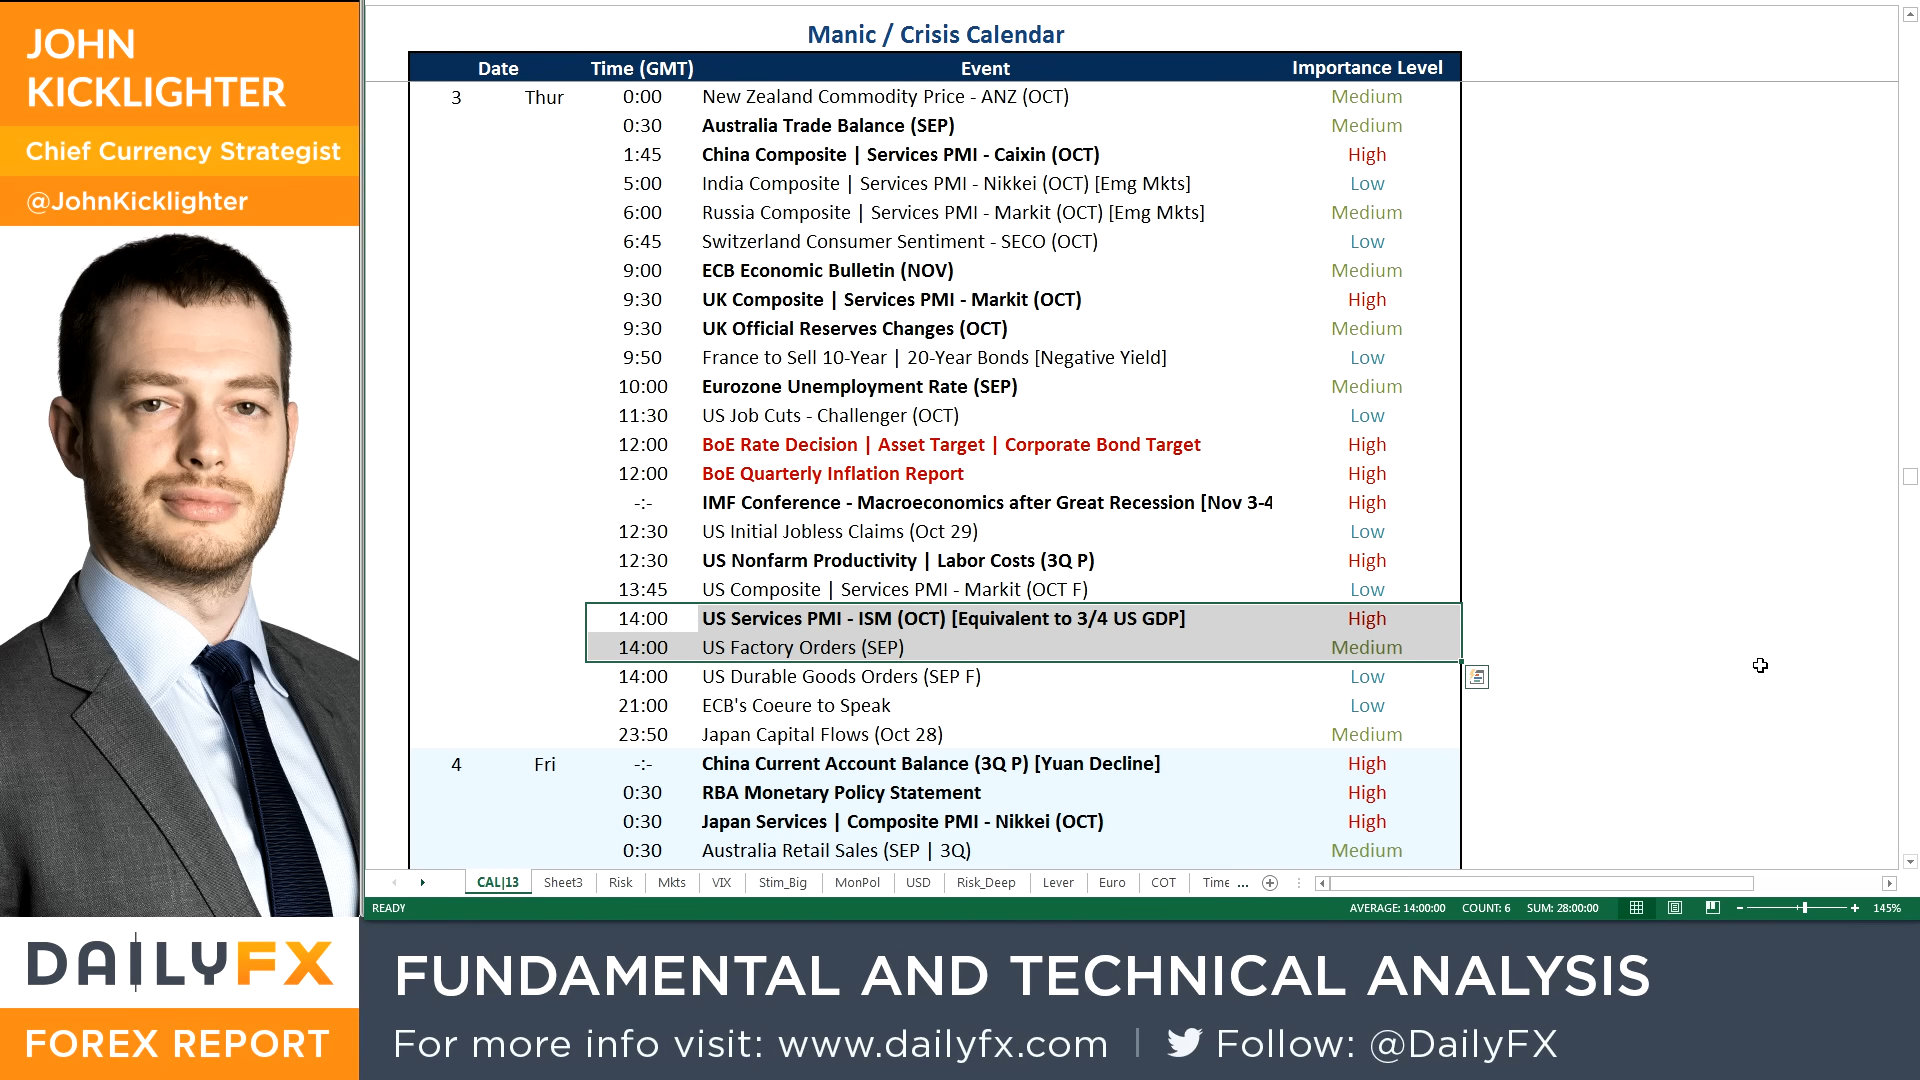 JOHN
KICKLIGHTER
Chief Currency Strategist
@JohnKicklighter
Manic / Crisis Calendar
Date Time (GMT) Event Importance Level
3 Thur 0:00 New Zealand Commodity Price - ANZ (OCT) Medium
0:30 Australia Trade Balance (SEP) Medium
1:45 China Composite | Services PMI - Caixin (OCT) High
5:00 India Composite | Services PMI - Nikkei (OCT) [Emg Mkts] Low
6:00 Russia Composite | Services PMI - Markit (OCT) [Emg Mkts] Medium
6:45 Switzerland Consumer Sentiment - SECO (OCT) Low
9:00 ECB Economic Bulletin (NOV) Medium
9:30 UK Composite | Services PMI - Markit (OCT) High
9:30 UK Official Reserves Changes (OCT) Medium
9:50 France to Sell 10-Year | 20-Year Bonds [Negative Yield] Low
10:00 Eurozone Unemployment Rate (SEP) Medium
11:30 US Job Cuts - Challenger (OCT) Low
12:00 BoE Rate Decision | Asset Target | Corporate Bond Target High
12:00 BoE Quarterly Inflation Report High
-:- IMF Conference - Macroeconomics after Great Recession [Nov 3-4 High
12:30 US Initial Jobless Claims (Oct 29) Low
12:30 US Nonfarm Productivity | Labor Costs (3Q P) High
13:45 US Composite | Services PMI - Markit (OCT F) Low
14:00 US Services PMI - ISM (OCT) [Equivalent to 3/4 US GDP] High
14:00 US Factory Orders (SEP) Medium
14:00 US Durable Goods Orders (SEP F) Low
21:00 ECB's Coeure to Speak Low
23:50 Japan Capital Flows (Oct 28) Medium
4 Fri -:- China Current Account Balance (3Q P) [Yuan Decline] High
0:30 RBA Monetary Policy Statement High
0:30 Japan Services | Composite PMI - Nikkei (OCT) High
0:30 Australia Retail Sales (SEP | 3Q) Medium
CAL|13 Sheet3 Risk Mkts VIX Stim_Big MonPol USD Risk_Deep Lever Euro COT Time ...
READY AVERAGE: 14:00:00 COUNT: 6 SUM: 28:00:00 145%
DAILYFX
FOREX REPORT
FUNDAMENTAL AND TECHNICAL ANALYSIS
For more info visit: www.dailyfx.com | Follow: @DailyFX